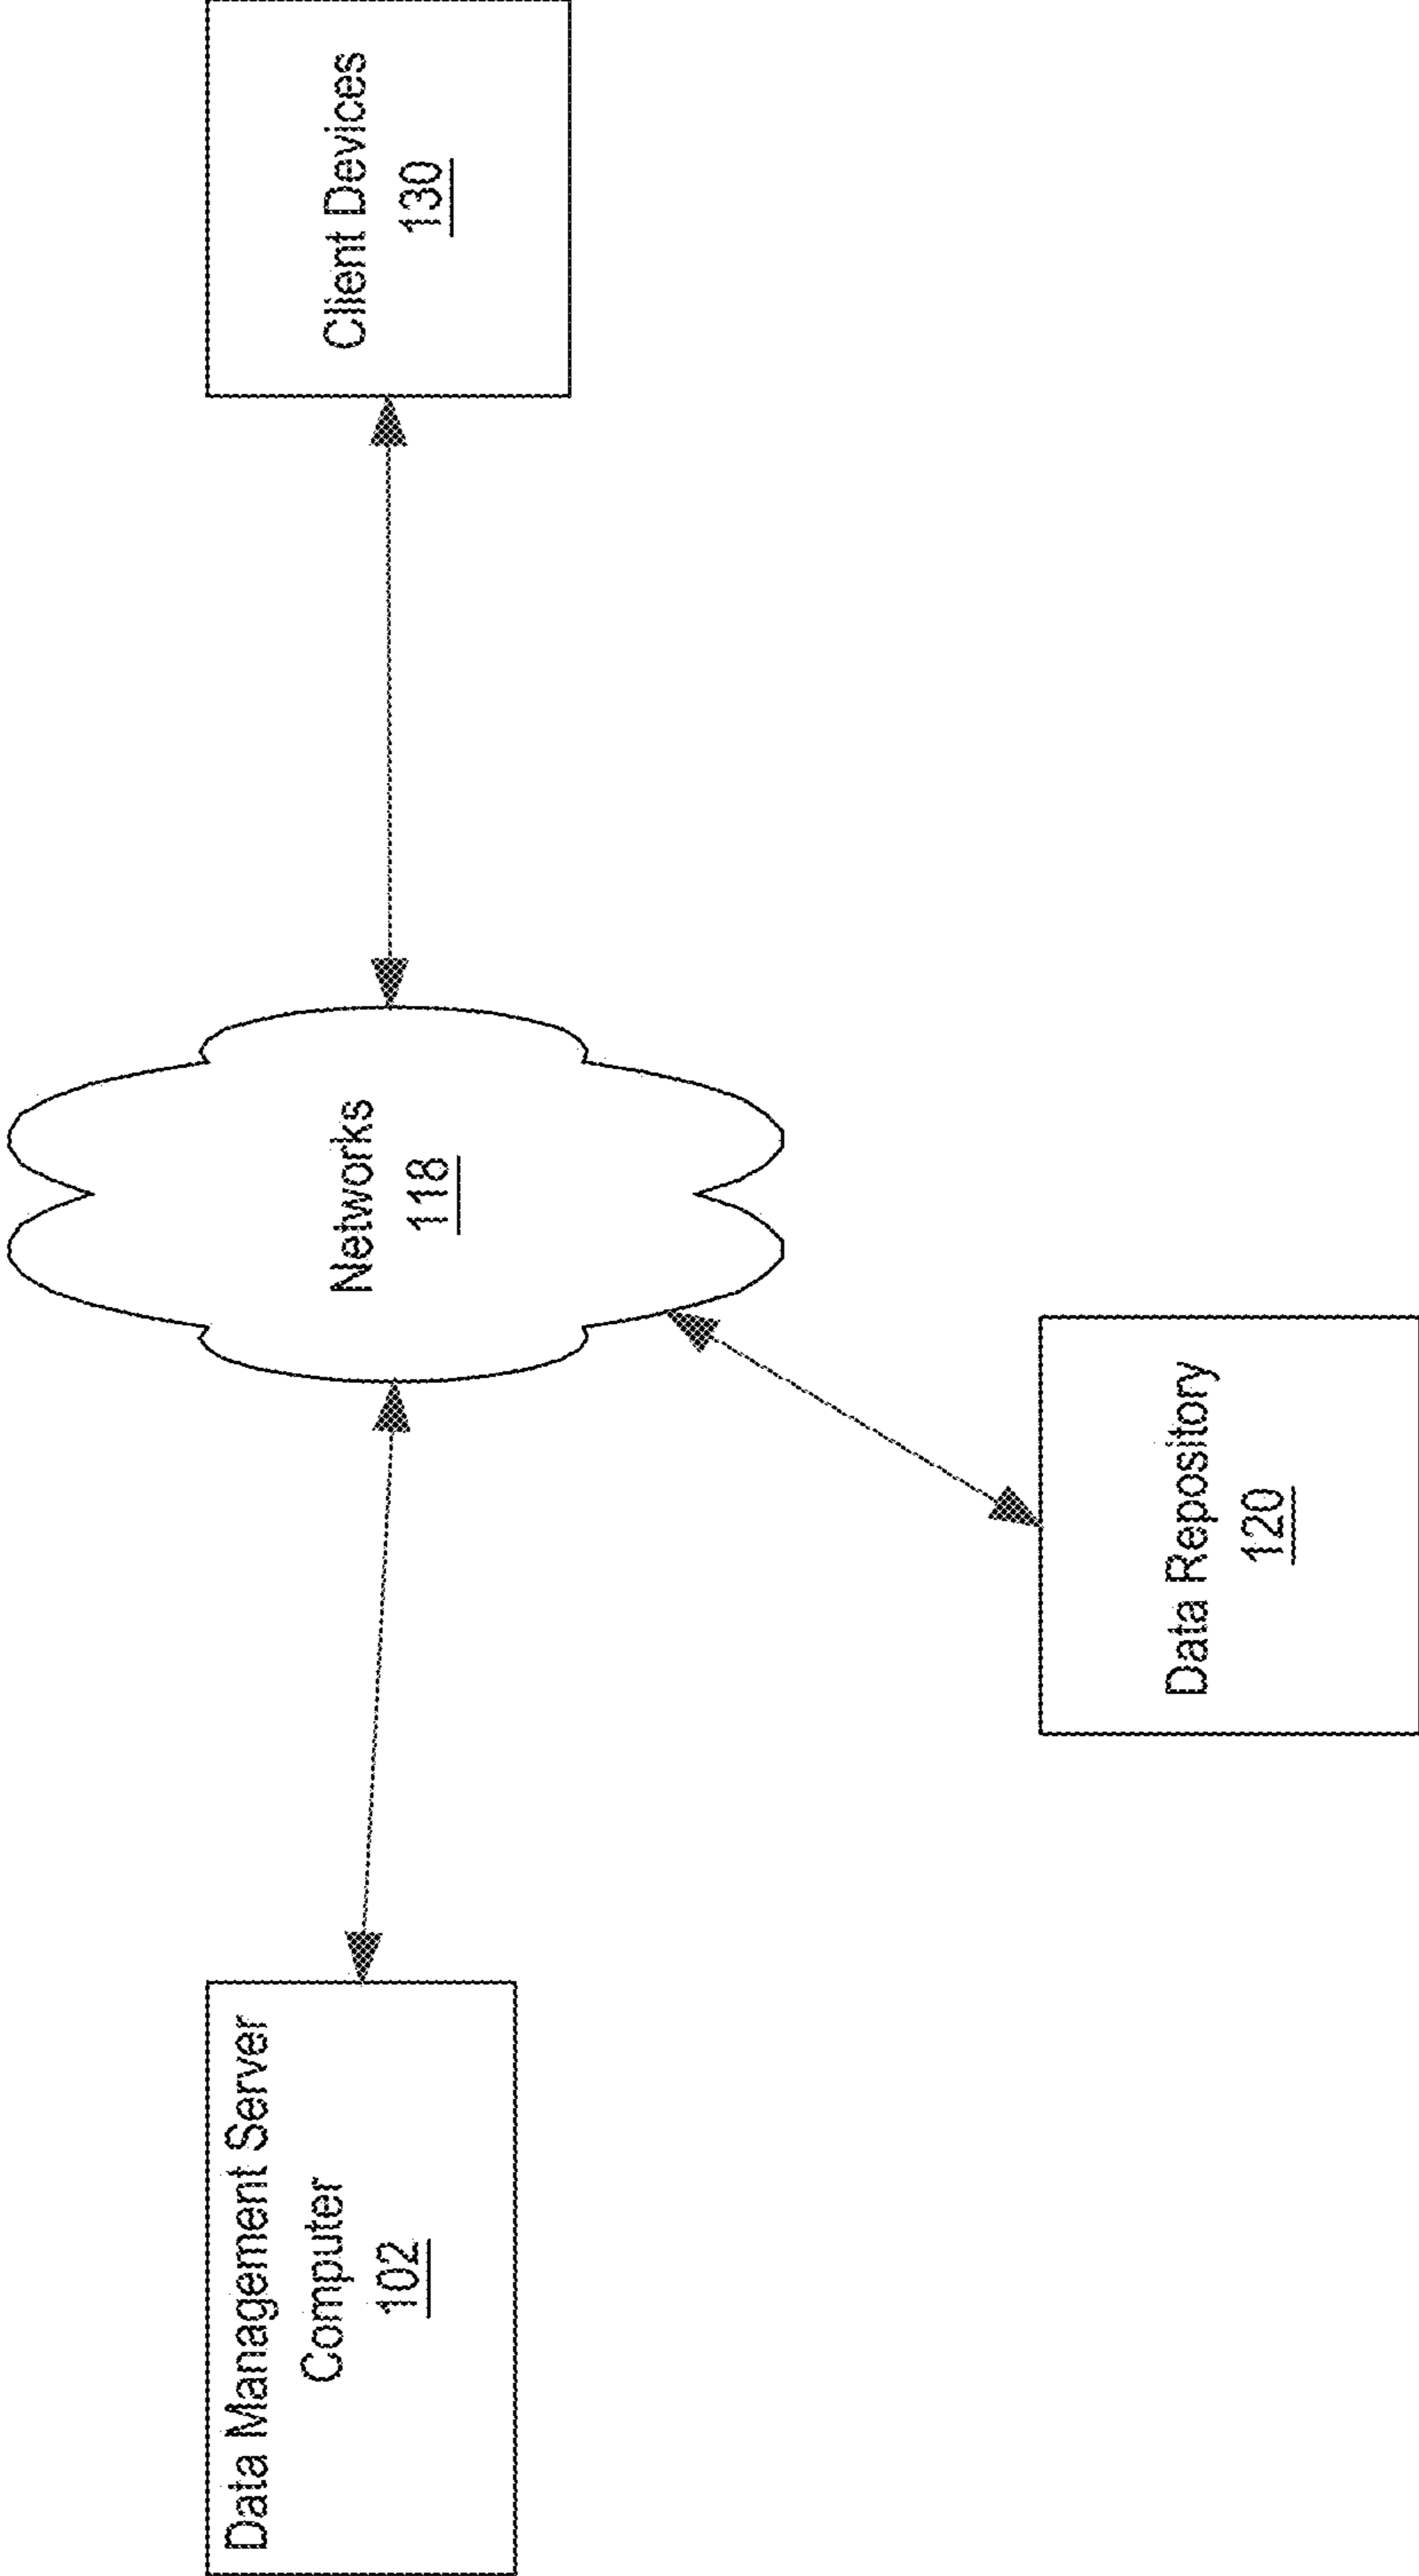 Data Management Server
Computer
102
Networks
118
Client Devices
130
Data Repository
120